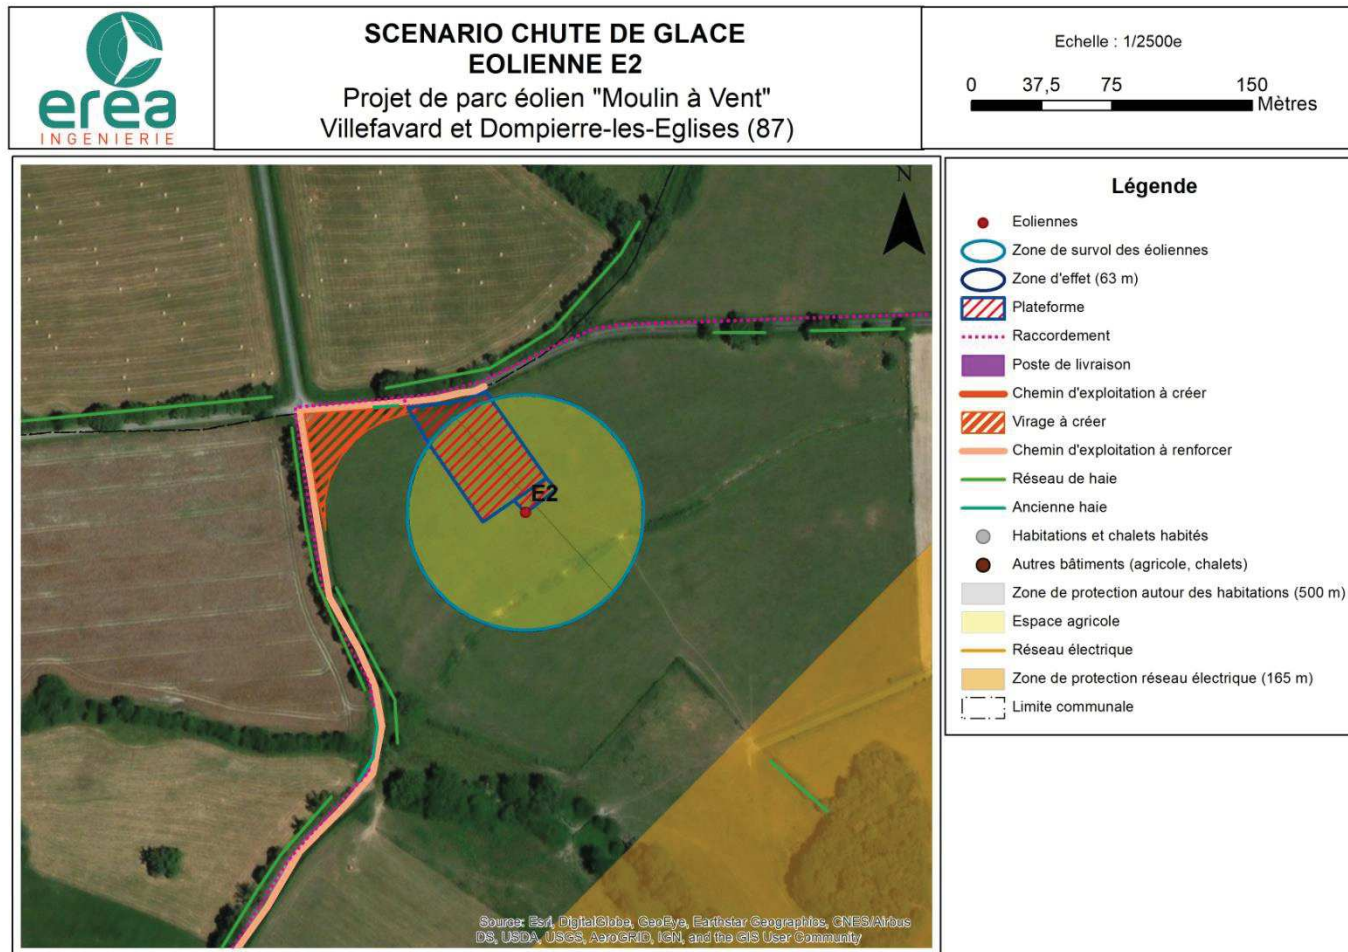 erea
INGENIERIE
SCENARIO CHUTE DE GLACE
EOLIENNE E2
Projet de parc éolien "Moulin à Vent"
Villefavard et Dompierre-les-Eglises (87)
Echelle : 1/2500e
0 37,5 75 150
Mètres
N
E2
Légende
Eoliennes
Zone de survol des éoliennes
Zone d'effet (63 m)
Plateforme
Raccordement
Poste de livraison
Chemin d'exploitation à créer
Virage à créer
Chemin d'exploitation à renforcer
Réseau de haie
Ancienne haie
Habitations et chalets habités
Autres bâtiments (agricole, chalets)
Zone de protection autour des habitations (500 m)
Espace agricole
Réseau électrique
Zone de protection réseau électrique (165 m)
Limite communale
Source: Esri, DigitalGlobe, GeoEye, Earthstar Geographics, CNES/Airbus
DS, USDA, USGS, AeroGRID, IGN, and the GIS User Community